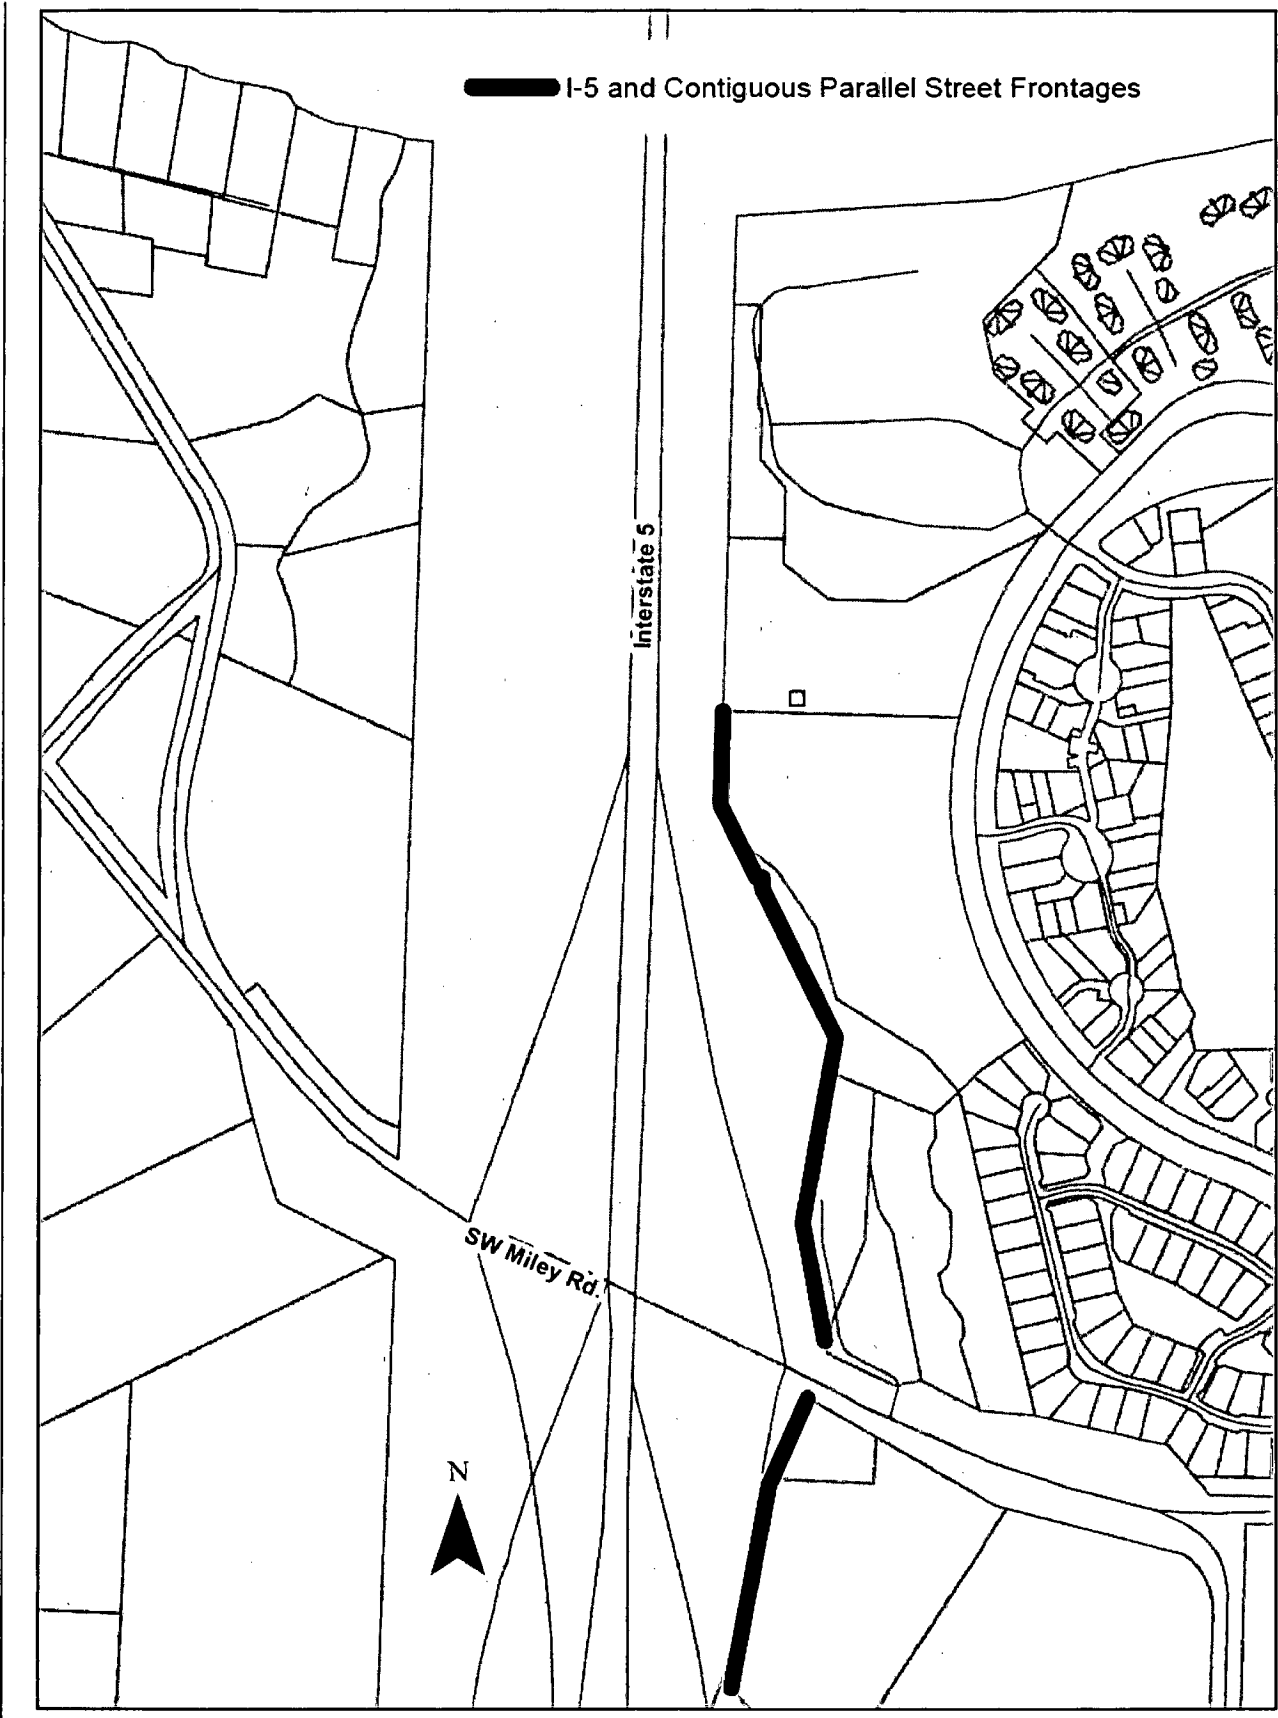 I-5 and Contiguous Parallel Street Frontages
Interstate 5
SW Miley Rd.
N